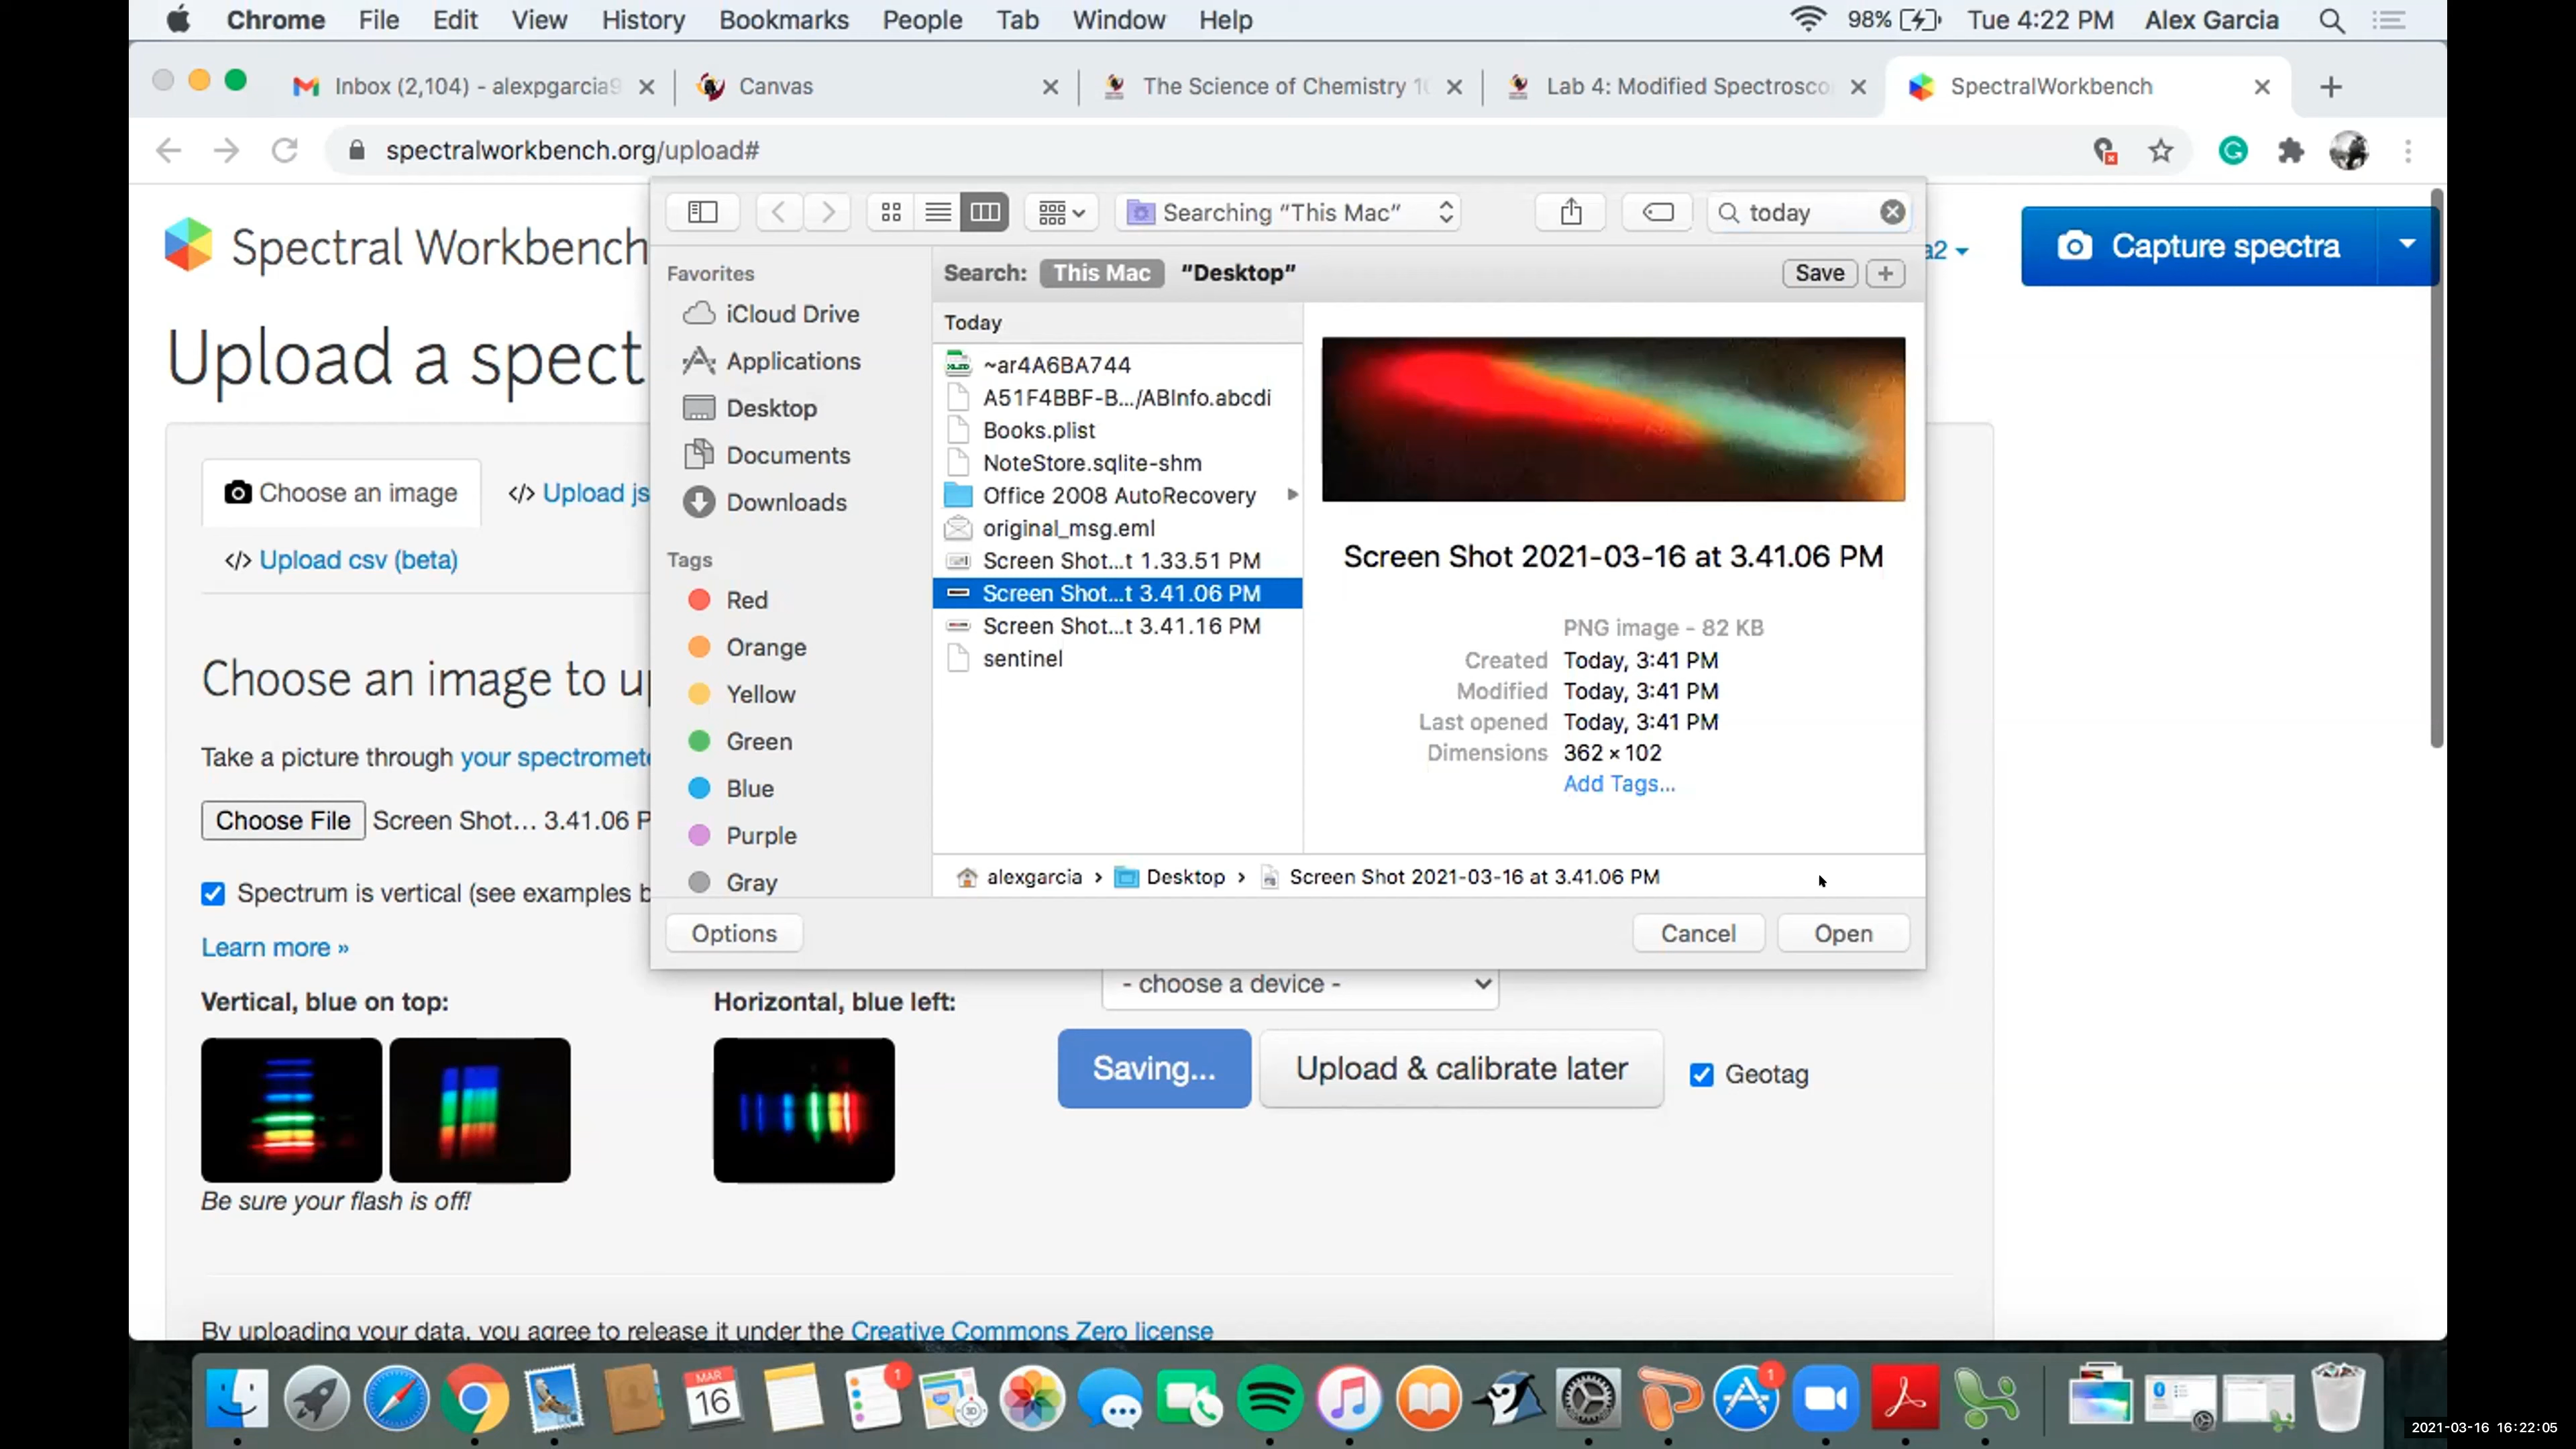 Chrome File Edit View History Bookmarks People Tab Window Help 98% Tue 4:22 PM Alex Garcia
Inbox (2,104) - alexpgarcia9 Canvas The Science of Chemistry 10 Lab 4: Modified Spectrosco SpectralWorkbench
spectralworkbench.org/upload#
Spectral Workbench
a2
Capture spectra
Upload a spect
Choose an image
Upload js
Upload csv (beta)
Choose an image to up
Take a picture through your spectromete
Choose File Screen Shot... 3.41.06 P
Spectrum is vertical (see examples b
Learn more »
Searching “This Mac”
today
Favorites
iCloud Drive
Applications
Desktop
Documents
Downloads
Tags
Red
Orange
Yellow
Green
Blue
Purple
Gray
Search: This Mac “Desktop” Save +
Today
~ar4A6BA744
A51F4BBF-B.../ABInfo.abcdi
Books.plist
NoteStore.sqlite-shm
Office 2008 AutoRecovery
original_msg.eml
Screen Shot...t 1.33.51 PM
Screen Shot...t 3.41.06 PM
Screen Shot...t 3.41.16 PM
sentinel
Screen Shot 2021-03-16 at 3.41.06 PM
PNG image - 82 KB
Created Today, 3:41 PM
Modified Today, 3:41 PM
Last opened Today, 3:41 PM
Dimensions 362 × 102
Add Tags...
alexgarcia › Desktop › Screen Shot 2021-03-16 at 3.41.06 PM
Options Cancel Open
- choose a device -
Vertical, blue on top: Horizontal, blue left:
Saving... Upload & calibrate later Geotag
Be sure your flash is off!
By uploading your data, you agree to release it under the Creative Commons Zero license
MAR
16
1
3D
1
2021-03-16 16:22:05